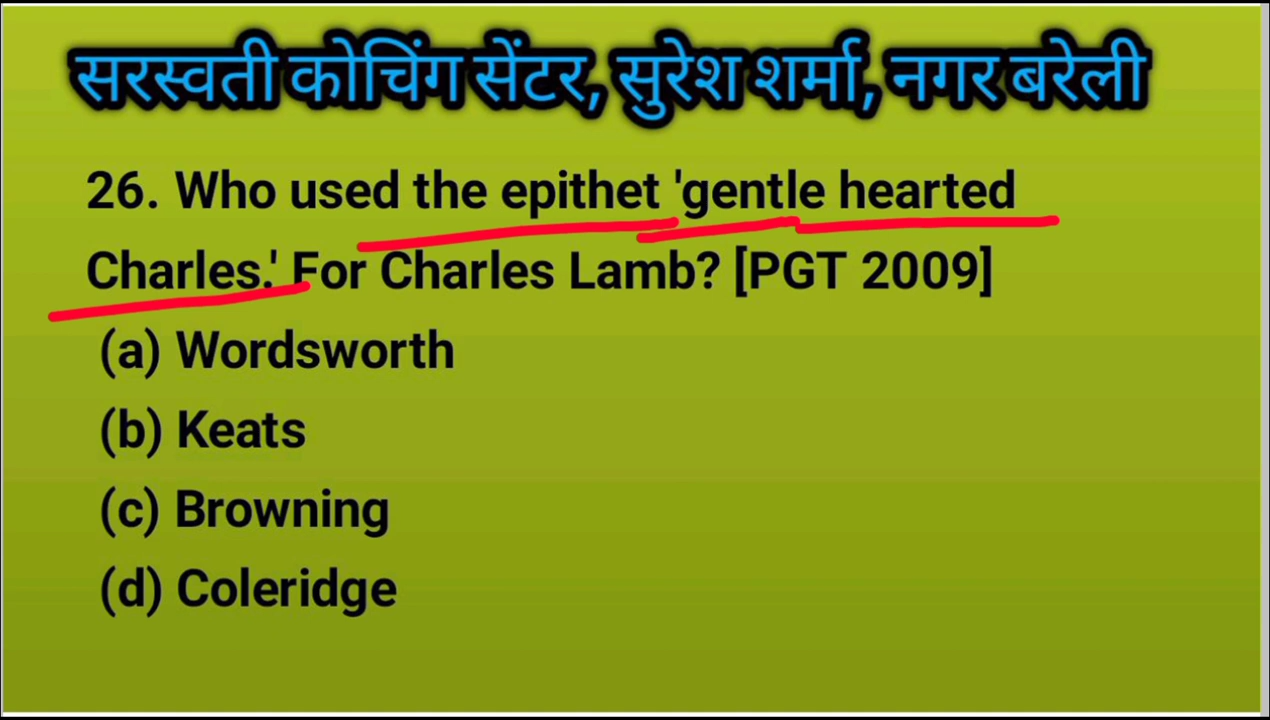 सरस्वती कोचिंग सेंटर, सुरेश शर्मा, नगर बरेली
26. Who used the epithet 'gentle hearted
Charles.' For Charles Lamb? [PGT 2009]
(a) Wordsworth
(b) Keats
(c) Browning
(d) Coleridge